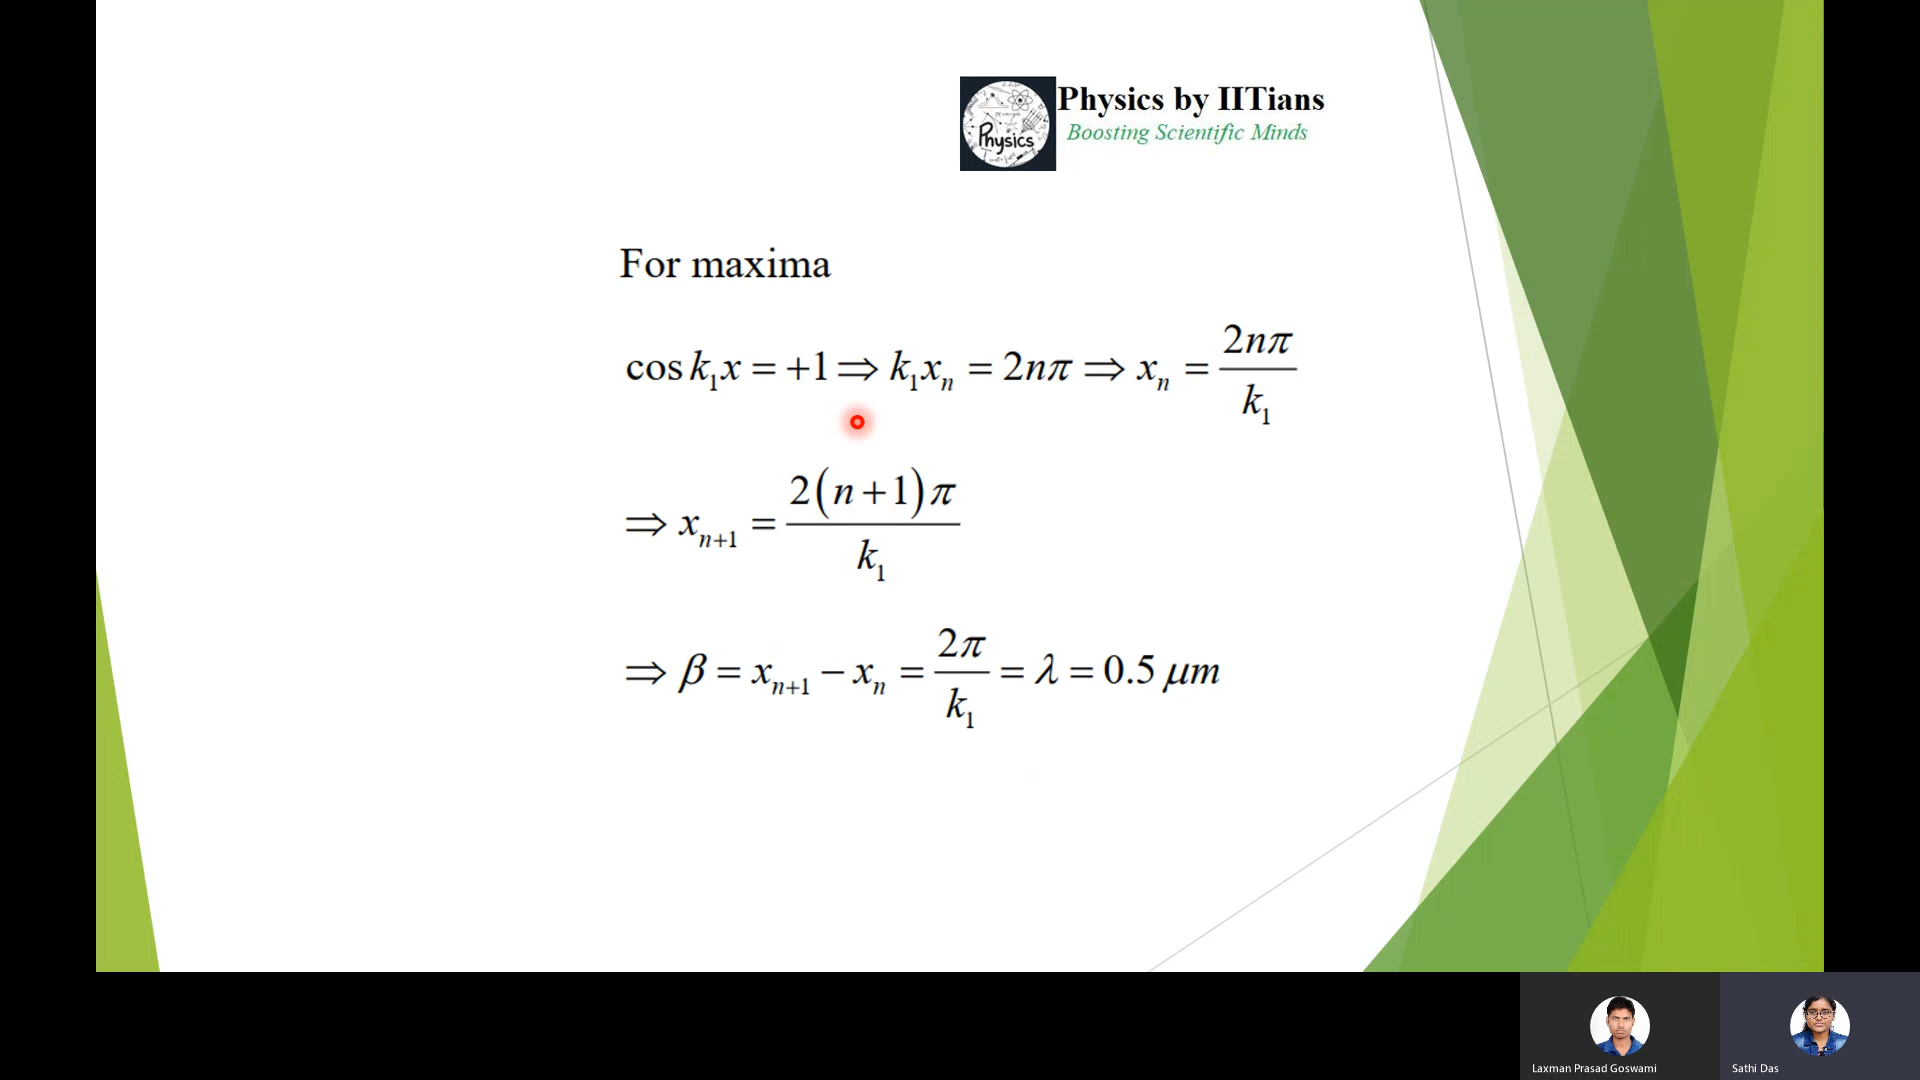 Physics by IITians
Physics
Boosting Scientific Minds
For maxima
cos k₁x = +1 ⇒ k₁xₙ = 2nπ ⇒ xₙ = 2nπ / k₁
⇒ xₙ₊₁ = 2(n+1)π / k₁
⇒ β = xₙ₊₁ − xₙ = 2π / k₁ = λ = 0.5 μm
Laxman Prasad Goswami
Sathi Das